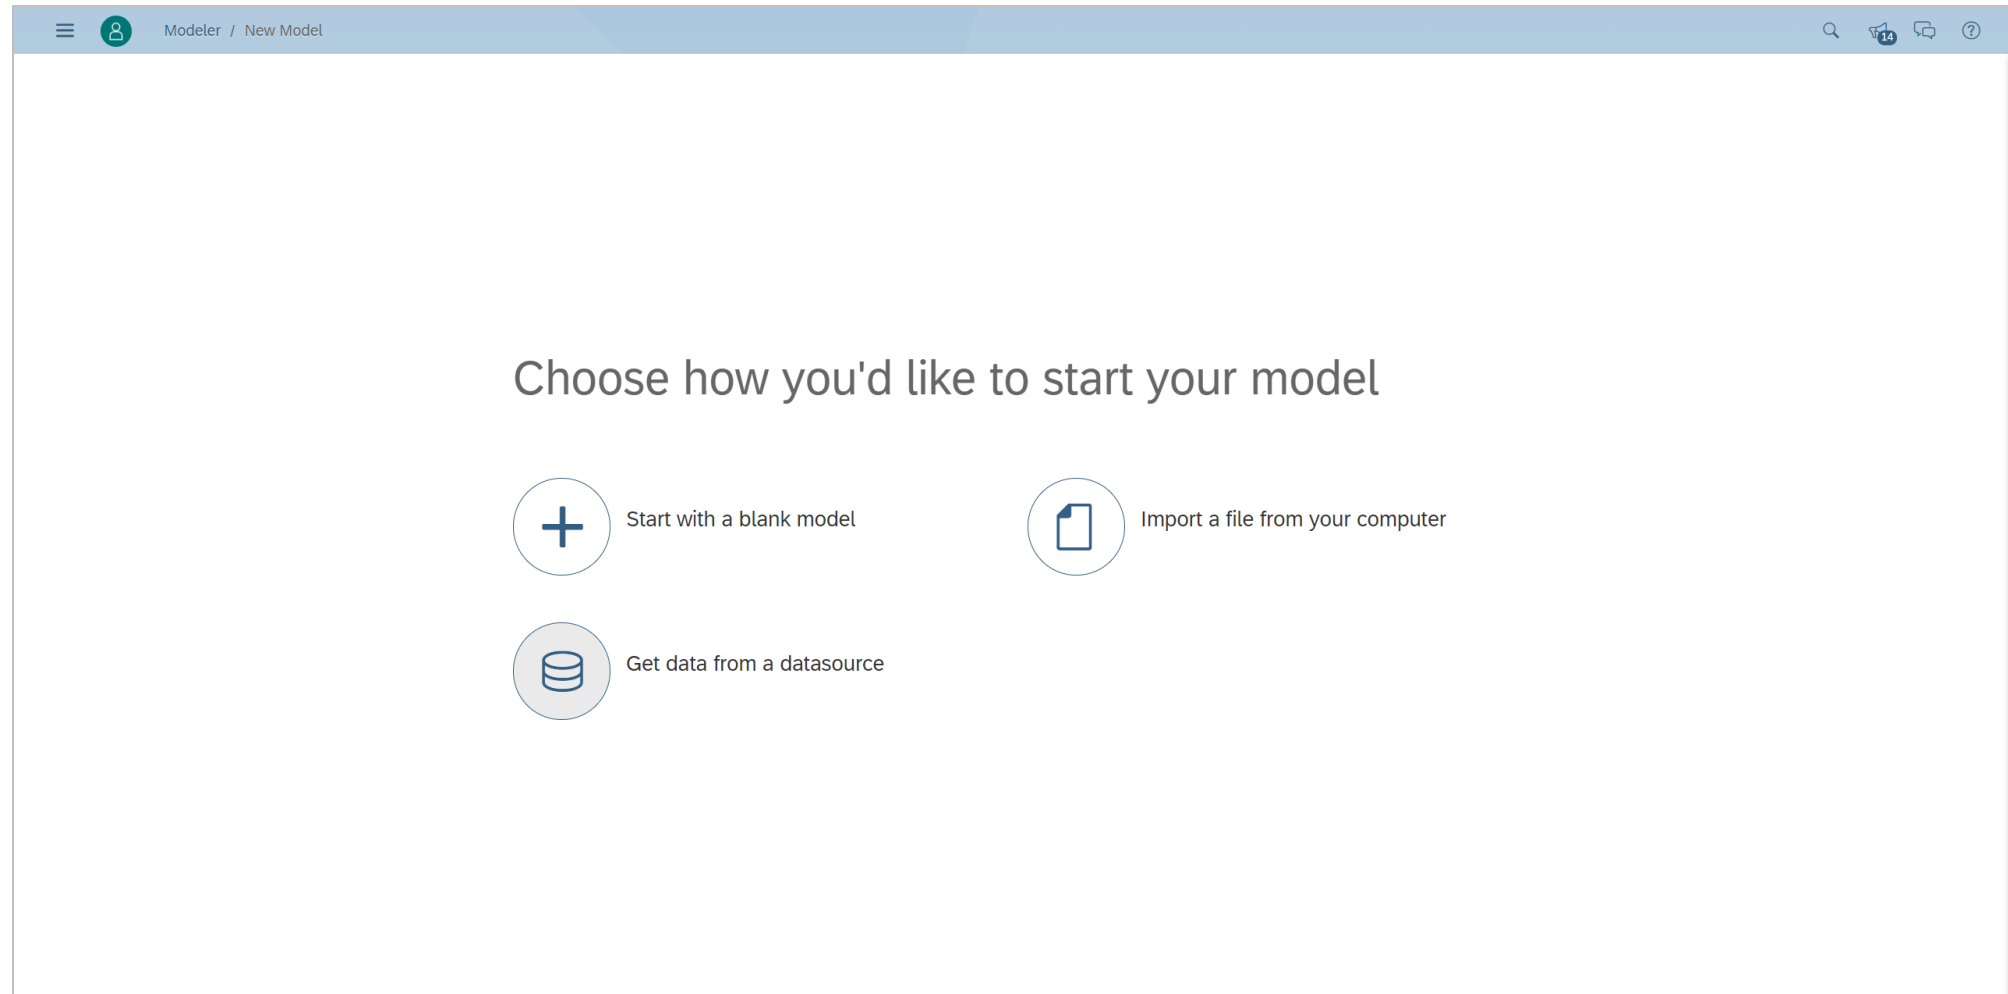 Modeler / New Model
14
Choose how you'd like to start your model
Start with a blank model
Import a file from your computer
Get data from a datasource